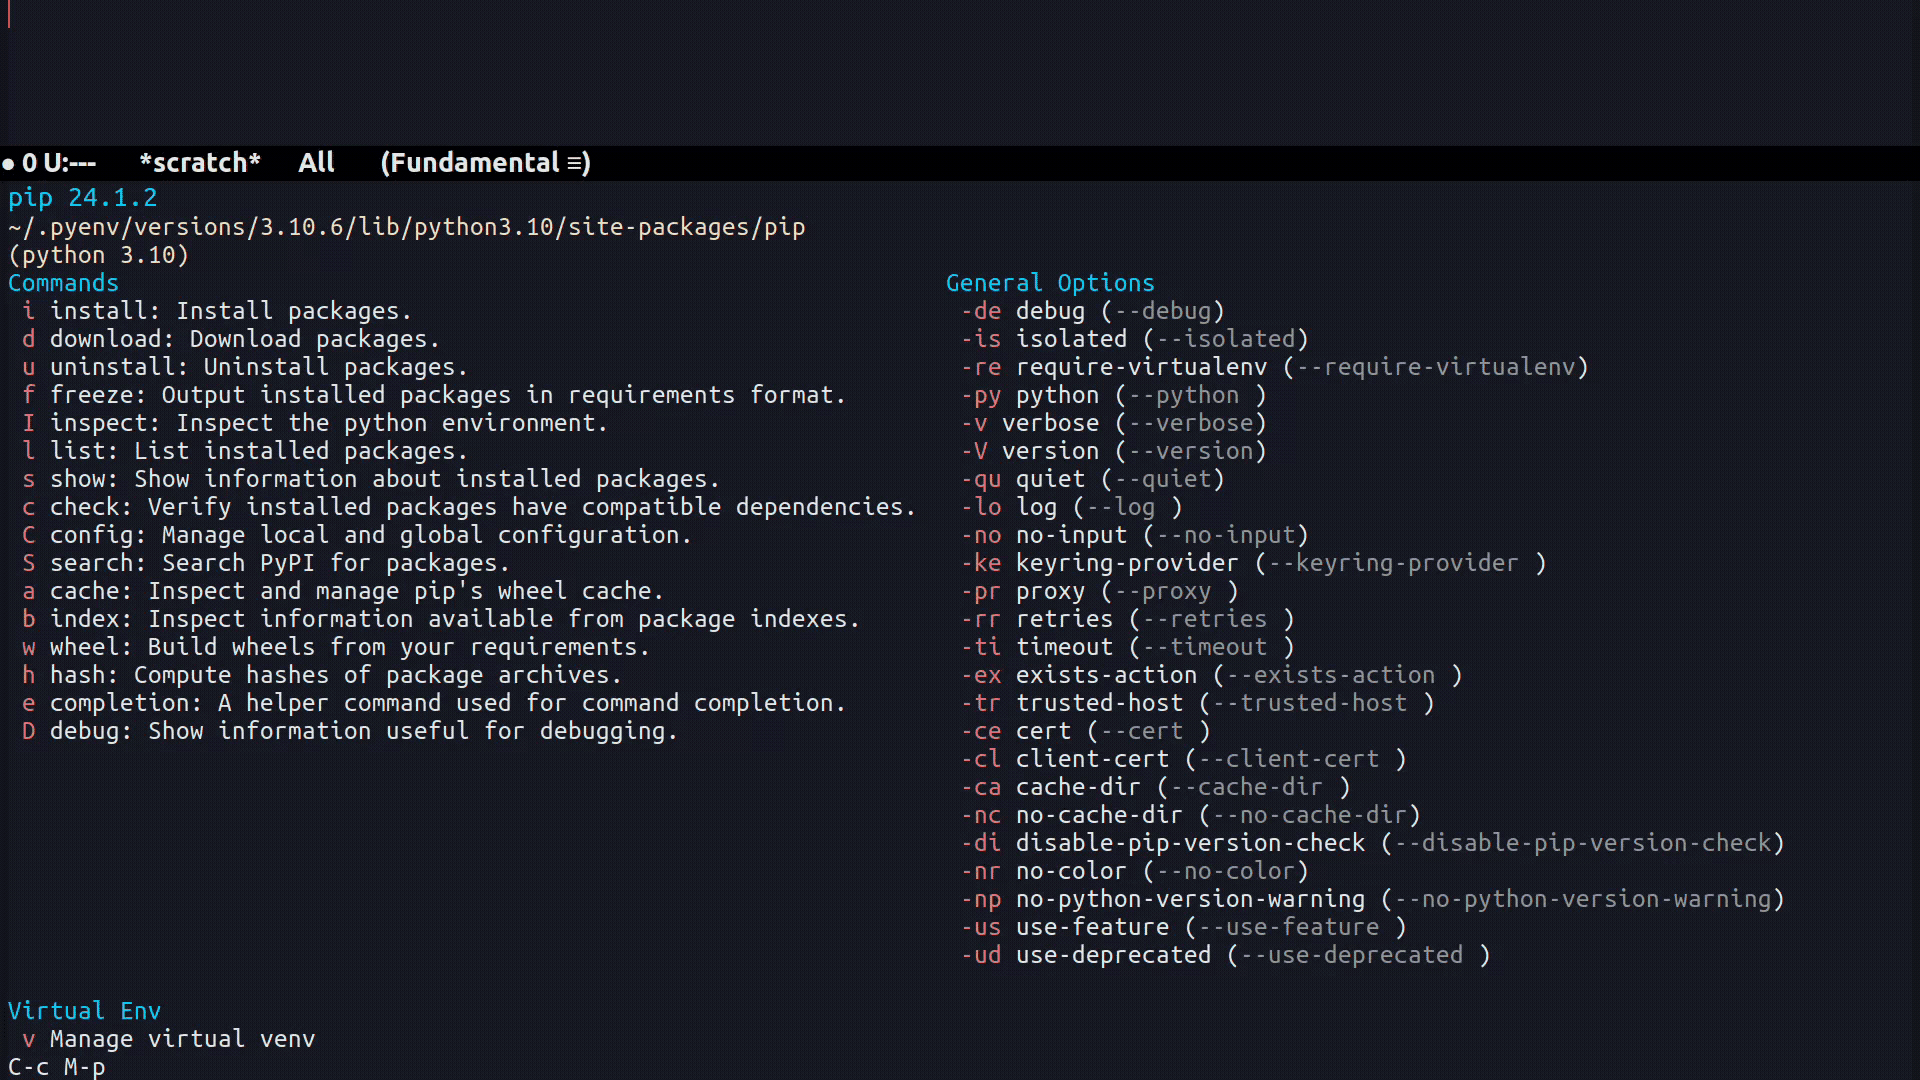 ● 0 U:--- *scratch* All (Fundamental ≡)
pip 24.1.2
~/.pyenv/versions/3.10.6/lib/python3.10/site-packages/pip
(python 3.10)
Commands
i install: Install packages.
d download: Download packages.
u uninstall: Uninstall packages.
f freeze: Output installed packages in requirements format.
I inspect: Inspect the python environment.
l list: List installed packages.
s show: Show information about installed packages.
c check: Verify installed packages have compatible dependencies.
C config: Manage local and global configuration.
S search: Search PyPI for packages.
a cache: Inspect and manage pip's wheel cache.
b index: Inspect information available from package indexes.
w wheel: Build wheels from your requirements.
h hash: Compute hashes of package archives.
e completion: A helper command used for command completion.
D debug: Show information useful for debugging.
General Options
-de debug (--debug)
-is isolated (--isolated)
-re require-virtualenv (--require-virtualenv)
-py python (--python )
-v verbose (--verbose)
-V version (--version)
-qu quiet (--quiet)
-lo log (--log )
-no no-input (--no-input)
-ke keyring-provider (--keyring-provider )
-pr proxy (--proxy )
-rr retries (--retries )
-ti timeout (--timeout )
-ex exists-action (--exists-action )
-tr trusted-host (--trusted-host )
-ce cert (--cert )
-cl client-cert (--client-cert )
-ca cache-dir (--cache-dir )
-nc no-cache-dir (--no-cache-dir)
-di disable-pip-version-check (--disable-pip-version-check)
-nr no-color (--no-color)
-np no-python-version-warning (--no-python-version-warning)
-us use-feature (--use-feature )
-ud use-deprecated (--use-deprecated )
Virtual Env
v Manage virtual venv
C-c M-p